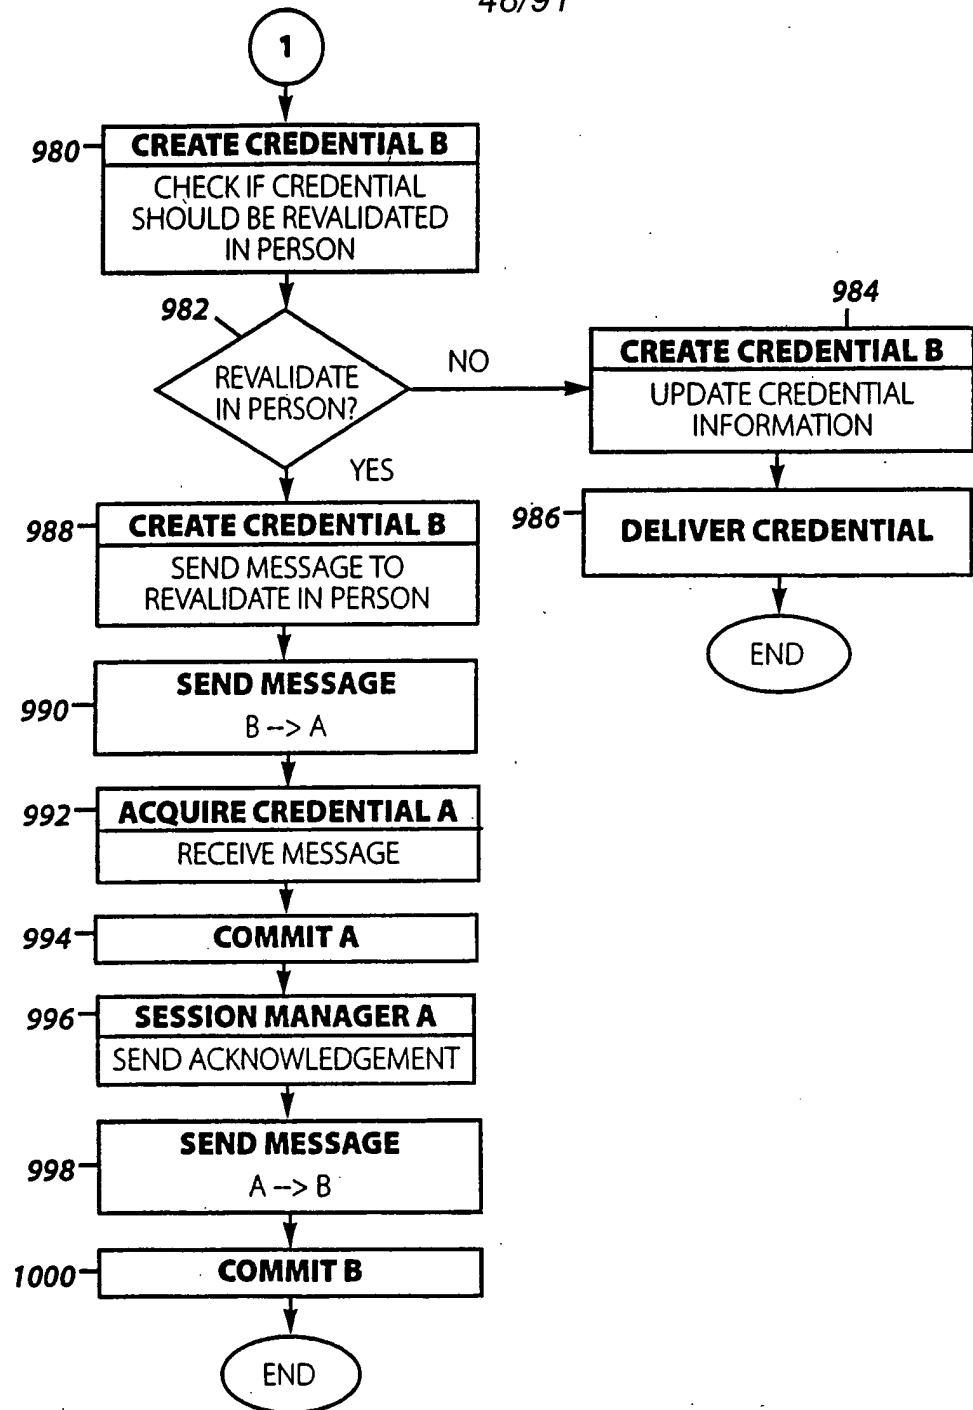 46/91
1
980
CREATE CREDENTIAL B
CHECK IF CREDENTIAL
SHOULD BE REVALIDATED
IN PERSON
982
REVALIDATE
IN PERSON?
NO
YES
984
CREATE CREDENTIAL B
UPDATE CREDENTIAL
INFORMATION
986
DELIVER CREDENTIAL
END
988
CREATE CREDENTIAL B
SEND MESSAGE TO
REVALIDATE IN PERSON
990
SEND MESSAGE
B --> A
992
ACQUIRE CREDENTIAL A
RECEIVE MESSAGE
994
COMMIT A
996
SESSION MANAGER A
SEND ACKNOWLEDGEMENT
998
SEND MESSAGE
A --> B
1000
COMMIT B
END